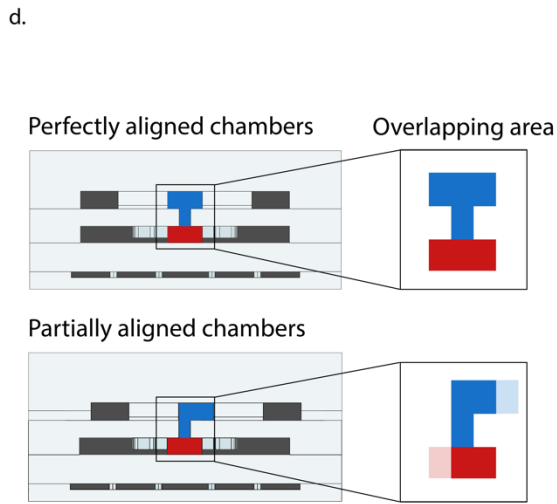 d.
Perfectly aligned chambers
Overlapping area
Partially aligned chambers